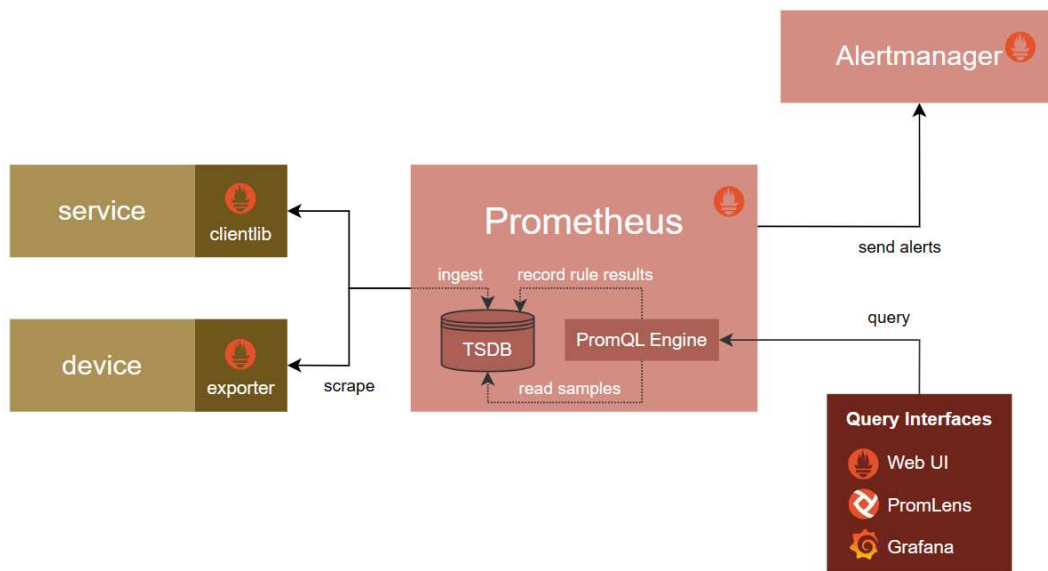 Alertmanager
service
clientlib
Prometheus
send alerts
ingest
record rule results
query
TSDB
PromQL Engine
device
exporter
scrape
read samples
Query Interfaces
Web UI
PromLens
Grafana